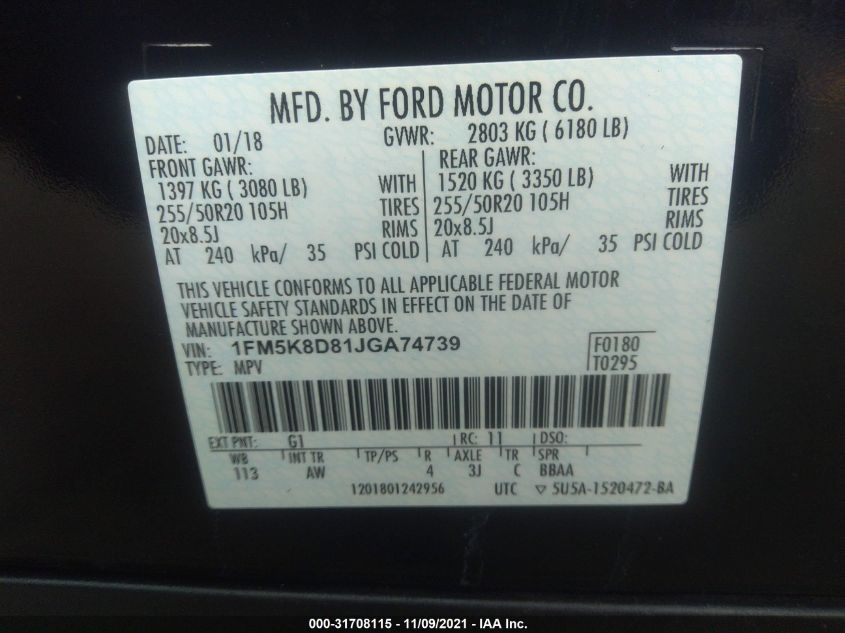 MFD. BY FORD MOTOR CO.
DATE: 01/18 GVWR: 2803 KG ( 6180 LB)
FRONT GAWR: REAR GAWR:
1397 KG ( 3080 LB) WITH 1520 KG ( 3350 LB) WITH
255/50R20 105H TIRES 255/50R20 105H TIRES
20x8.5J RIMS 20x8.5J RIMS
AT 240 kPa/ 35 PSI COLD AT 240 kPa/ 35 PSI COLD
THIS VEHICLE CONFORMS TO ALL APPLICABLE FEDERAL MOTOR
VEHICLE SAFETY STANDARDS IN EFFECT ON THE DATE OF
MANUFACTURE SHOWN ABOVE.
VIN: 1FM5K8D81JGA74739 F0180
TYPE: MPV T0295
EXT PNT: G1 RC: 11 DSO:
WB INT TR TP/PS R AXLE TR SPR
113 AW 4 3J C BBAA
1201801242956 UTC ▽ 5U5A-1520472-BA
000-31708115 - 11/09/2021 - IAA Inc.